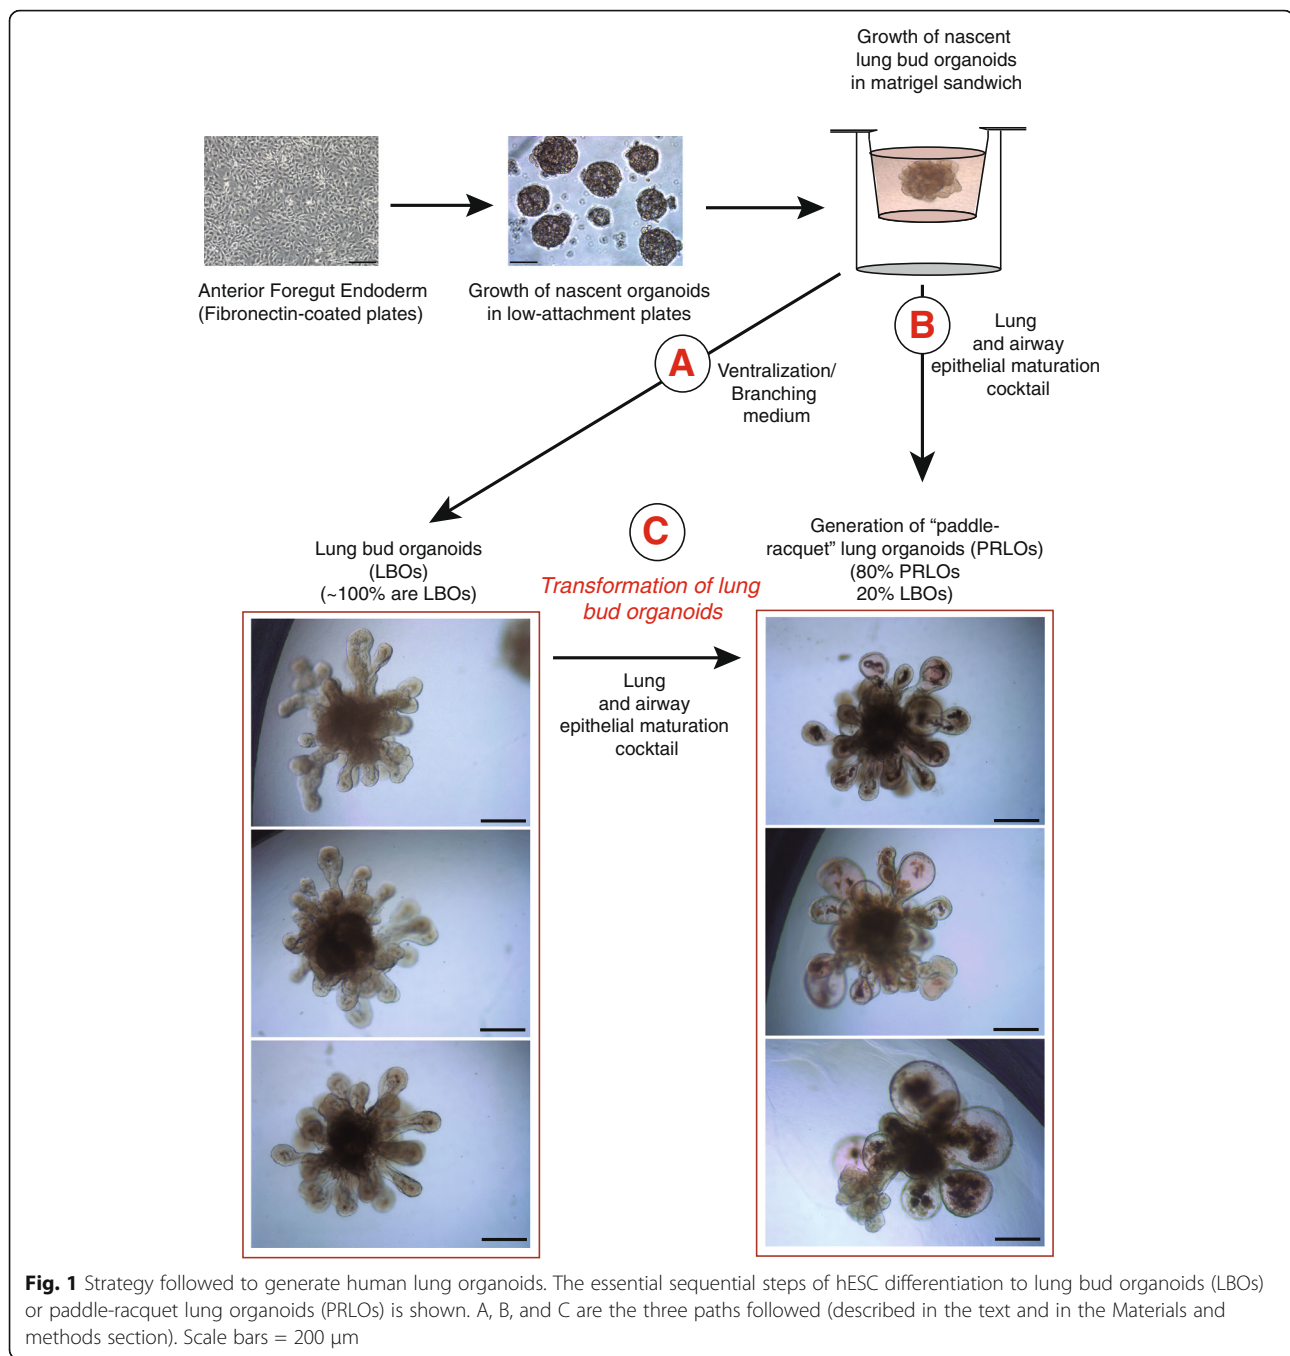 Growth of nascent
lung bud organoids
in matrigel sandwich
Anterior Foregut Endoderm
(Fibronectin-coated plates)
Growth of nascent organoids
in low-attachment plates
A
Ventralization/
Branching
medium
B
Lung
and airway
epithelial maturation
cocktail
Lung bud organoids
(LBOs)
(~100% are LBOs)
C
Transformation of lung
bud organoids
Lung
and airway
epithelial maturation
cocktail
Generation of “paddle-
racquet” lung organoids (PRLOs)
(80% PRLOs
20% LBOs)
Fig. 1 Strategy followed to generate human lung organoids. The essential sequential steps of hESC differentiation to lung bud organoids (LBOs)
or paddle-racquet lung organoids (PRLOs) is shown. A, B, and C are the three paths followed (described in the text and in the Materials and
methods section). Scale bars = 200 μm